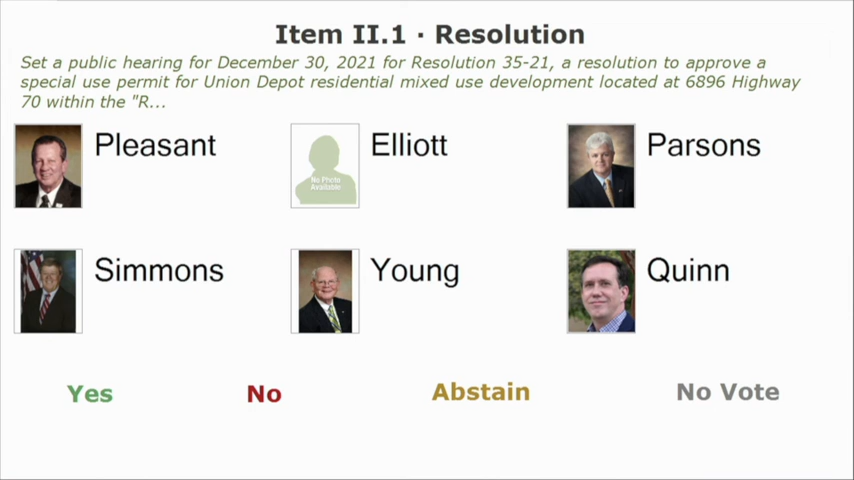 Item II.1 · Resolution
Set a public hearing for December 30, 2021 for Resolution 35-21, a resolution to approve a
special use permit for Union Depot residential mixed use development located at 6896 Highway
70 within the "R...
Pleasant
Elliott
Parsons
No Photo
Available
Simmons
Young
Quinn
Yes
No
Abstain
No Vote